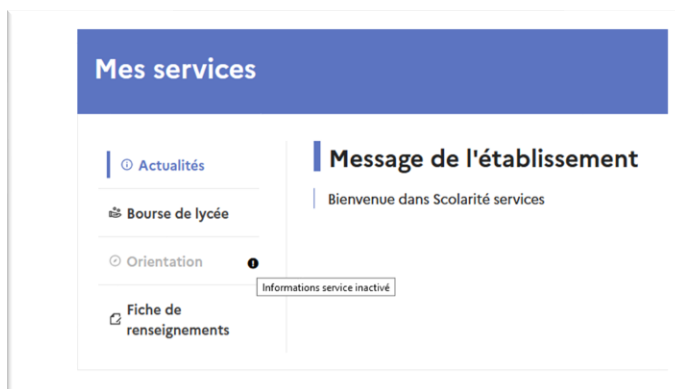 Mes services
Actualités
Bourse de lycée
Orientation
Informations service inactivé
Fiche de
renseignements
Message de l'établissement
Bienvenue dans Scolarité services